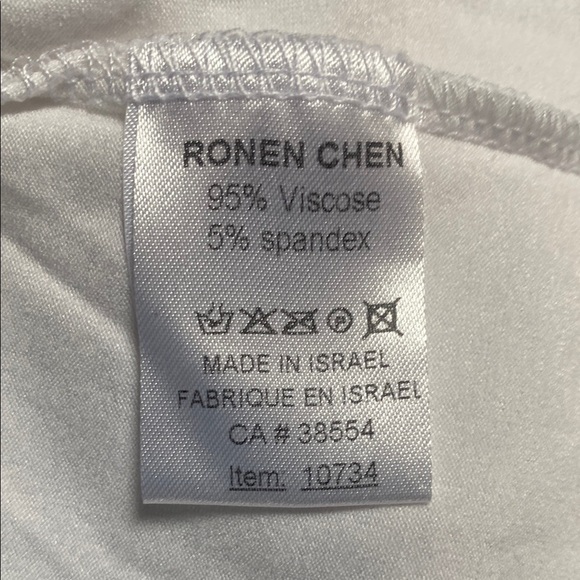 RONEN CHEN
95% Viscose
5% spandex
P
MADE IN ISRAEL
FABRIQUE EN ISRAEL
CA # 38554
Item: 10734